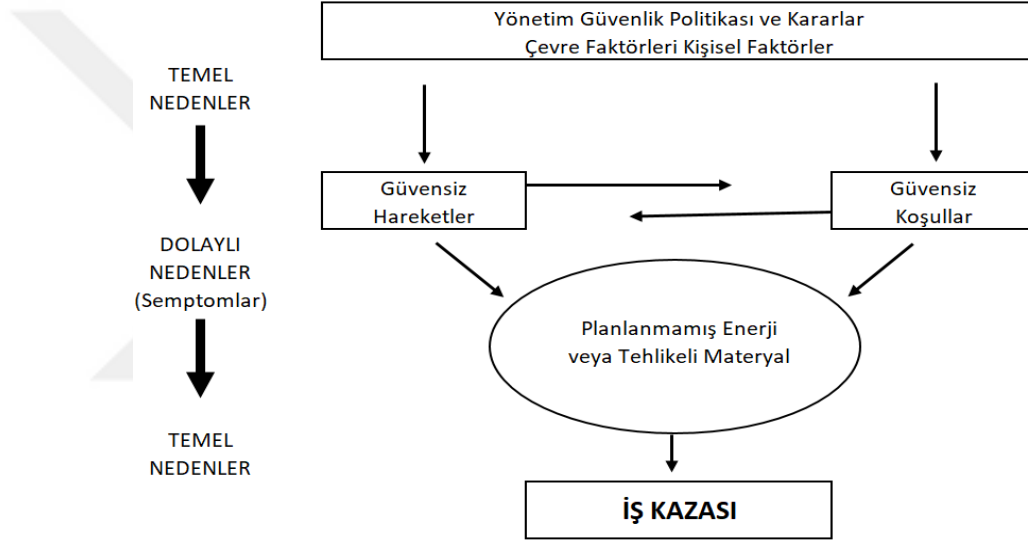 Yönetim Güvenlik Politikası ve Kararlar
Çevre Faktörleri Kişisel Faktörler
TEMEL
NEDENLER
Güvensiz
Hareketler
Güvensiz
Koşullar
DOLAYLI
NEDENLER
(Semptomlar)
Planlanmamış Enerji
veya Tehlikeli Materyal
TEMEL
NEDENLER
İŞ KAZASI